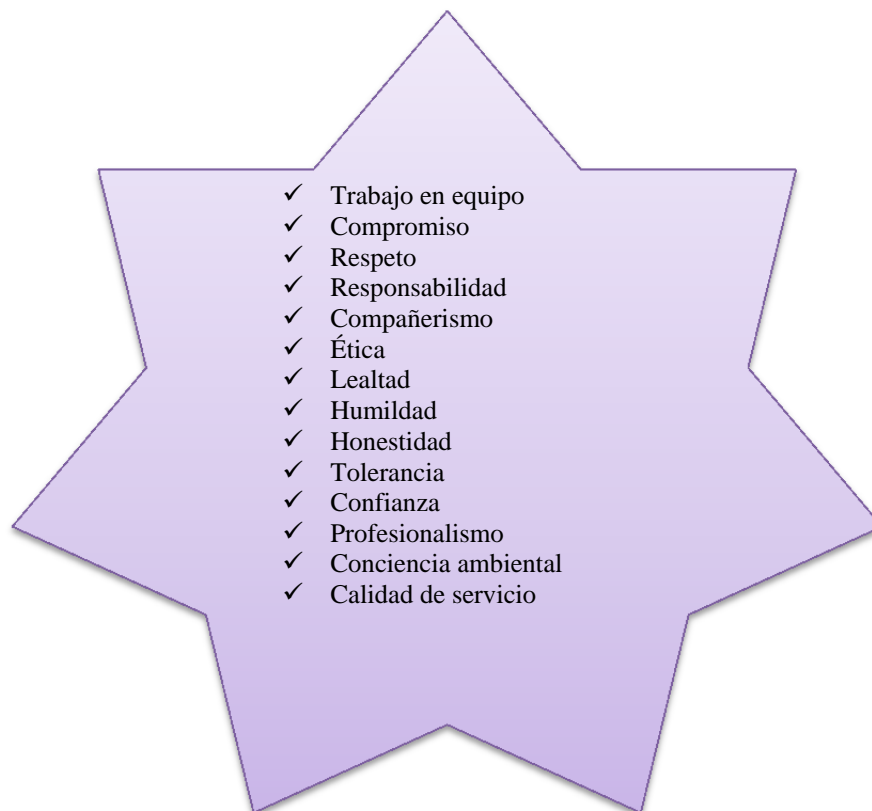 ✓ Trabajo en equipo
✓ Compromiso
✓ Respeto
✓ Responsabilidad
✓ Compañerismo
✓ Ética
✓ Lealtad
✓ Humildad
✓ Honestidad
✓ Tolerancia
✓ Confianza
✓ Profesionalismo
✓ Conciencia ambiental
✓ Calidad de servicio